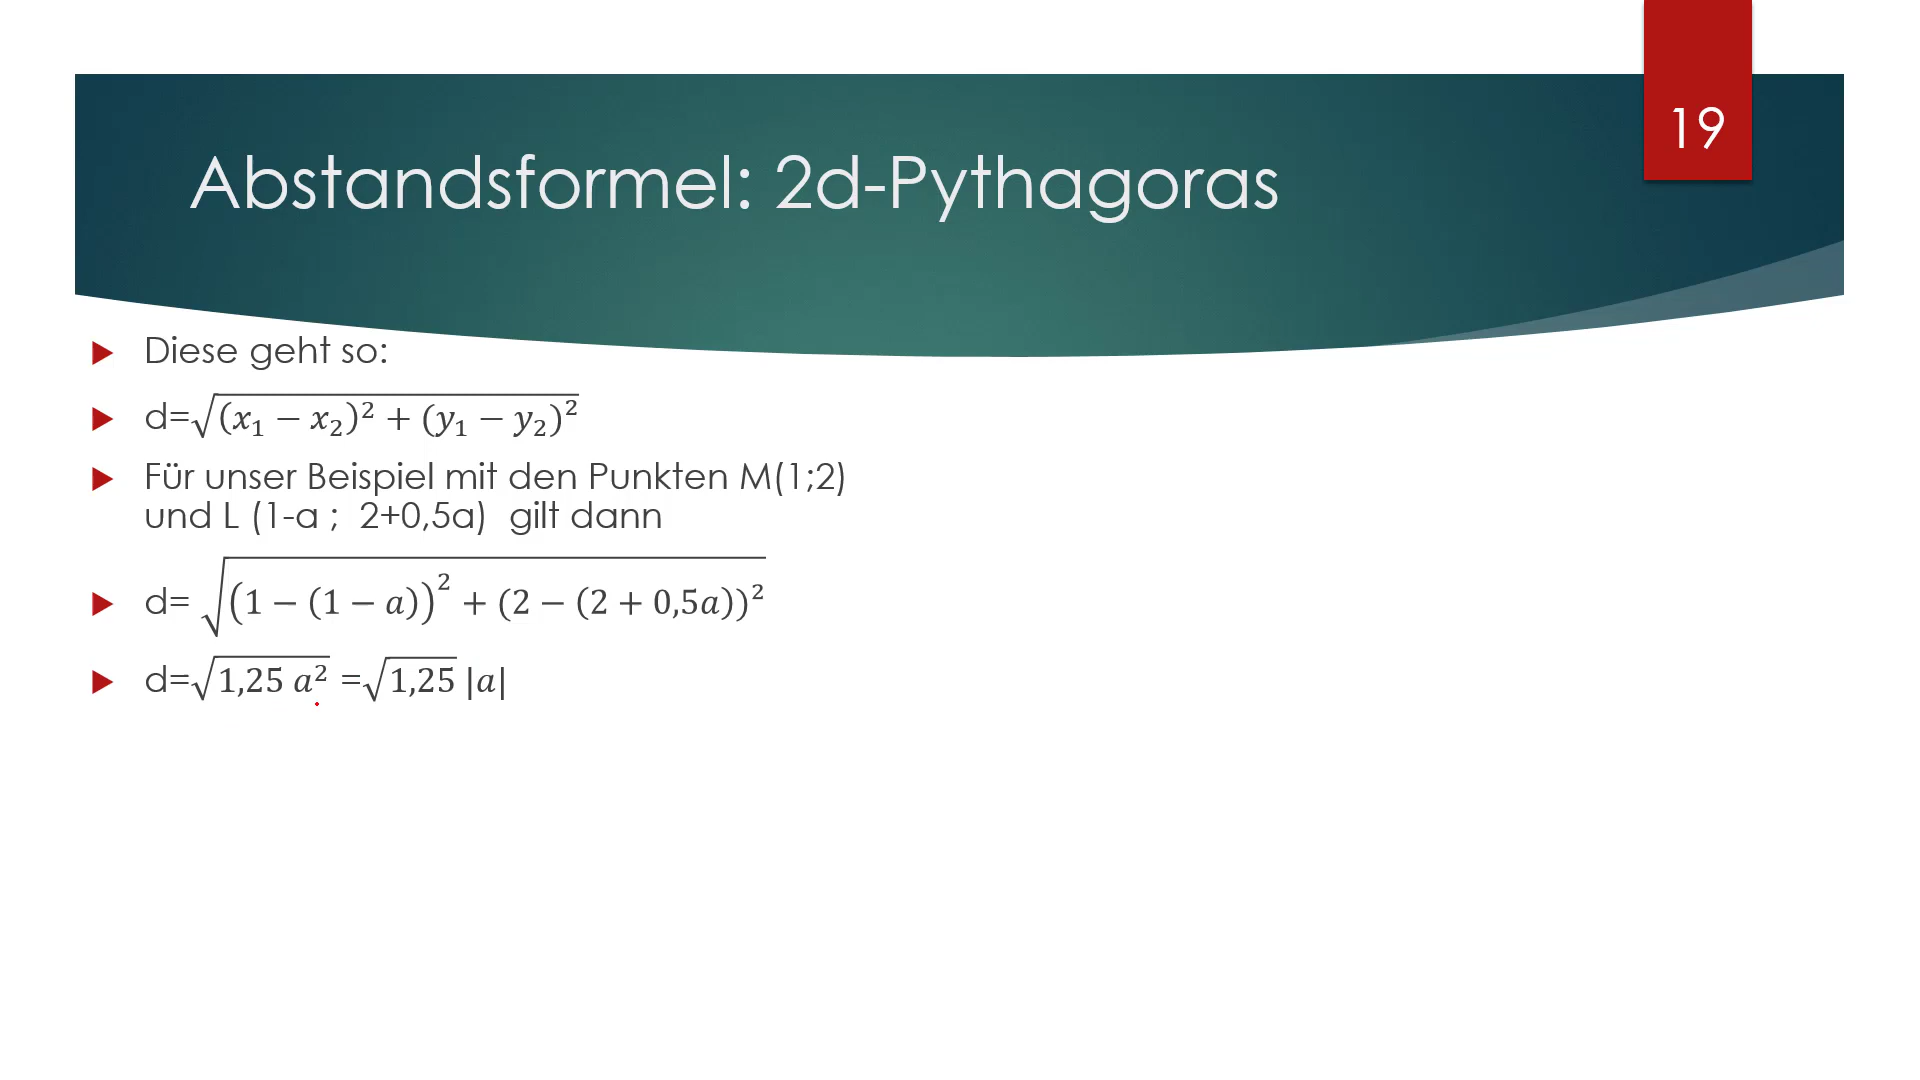 19
Abstandsformel: 2d-Pythagoras
Diese geht so:
d=√((x₁ − x₂)² + (y₁ − y₂)²)
Für unser Beispiel mit den Punkten M(1;2)
und L (1-a ; 2+0,5a) gilt dann
d= √((1 − (1 − a))² + (2 − (2 + 0,5a))²)
d=√(1,25 a²) =√(1,25) |a|